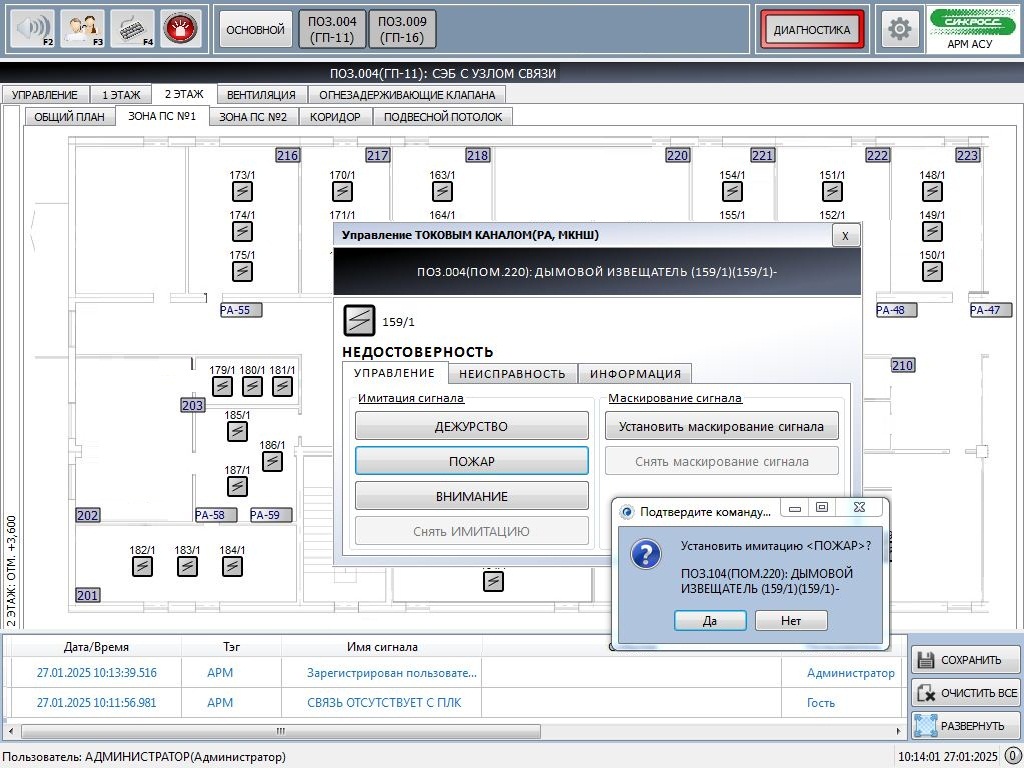 F2
F3
F4
ОСНОВНОЙ
ПОЗ.004
(ГП-11)
ПОЗ.009
(ГП-16)
ДИАГНОСТИКА
СИНКРОСС
АРМ АСУ
ПОЗ.004(ГП-11): СЭБ С УЗЛОМ СВЯЗИ
УПРАВЛЕНИЕ
1 ЭТАЖ
2 ЭТАЖ
ВЕНТИЛЯЦИЯ
ОГНЕЗАДЕРЖИВАЮЩИЕ КЛАПАНА
ОБЩИЙ ПЛАН
ЗОНА ПС №1
ЗОНА ПС №2
КОРИДОР
ПОДВЕСНОЙ ПОТОЛОК
216
217
218
220
221
222
223
173/1
170/1
163/1
154/1
151/1
148/1
174/1
171/1
164/1
155/1
152/1
149/1
175/1
150/1
РА-55
РА-48
РА-47
210
179/1
180/1
181/1
203
185/1
186/1
187/1
202
РА-58
РА-59
182/1
183/1
184/1
201
2 ЭТАЖ: ОТМ. +3,600
Управление ТОКОВЫМ КАНАЛОМ(РА, МКНШ)
X
ПОЗ.004(ПОМ.220): ДЫМОВОЙ ИЗВЕЩАТЕЛЬ (159/1)(159/1)-
159/1
НЕДОСТОВЕРНОСТЬ
УПРАВЛЕНИЕ
НЕИСПРАВНОСТЬ
ИНФОРМАЦИЯ
Имитация сигнала
ДЕЖУРСТВО
ПОЖАР
ВНИМАНИЕ
Снять ИМИТАЦИЮ
Маскирование сигнала
Установить маскирование сигнала
Снять маскирование сигнала
Подтвердите команду...
Установить имитацию <ПОЖАР>?
ПОЗ.104(ПОМ.220): ДЫМОВОЙ
ИЗВЕЩАТЕЛЬ (159/1)(159/1)-
Да
Нет
Дата/Время
Тэг
Имя сигнала
27.01.2025 10:13:39.516
АРМ
Зарегистрирован пользовате...
Администратор
27.01.2025 10:11:56.981
АРМ
СВЯЗЬ ОТСУТСТВУЕТ С ПЛК
Гость
СОХРАНИТЬ
ОЧИСТИТЬ ВСЕ
РАЗВЕРНУТЬ
Пользователь: АДМИНИСТРАТОР(Администратор)
10:14:01 27.01.2025
0